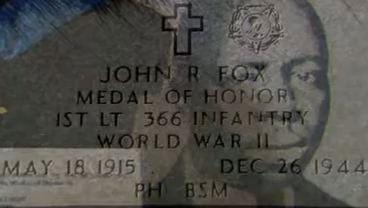 JOHN R FOX
MEDAL OF HONOR
1ST LT 366 INFANTRY
WORLD WAR II
MAY 18 1915 DEC 26 1944
PH BSM